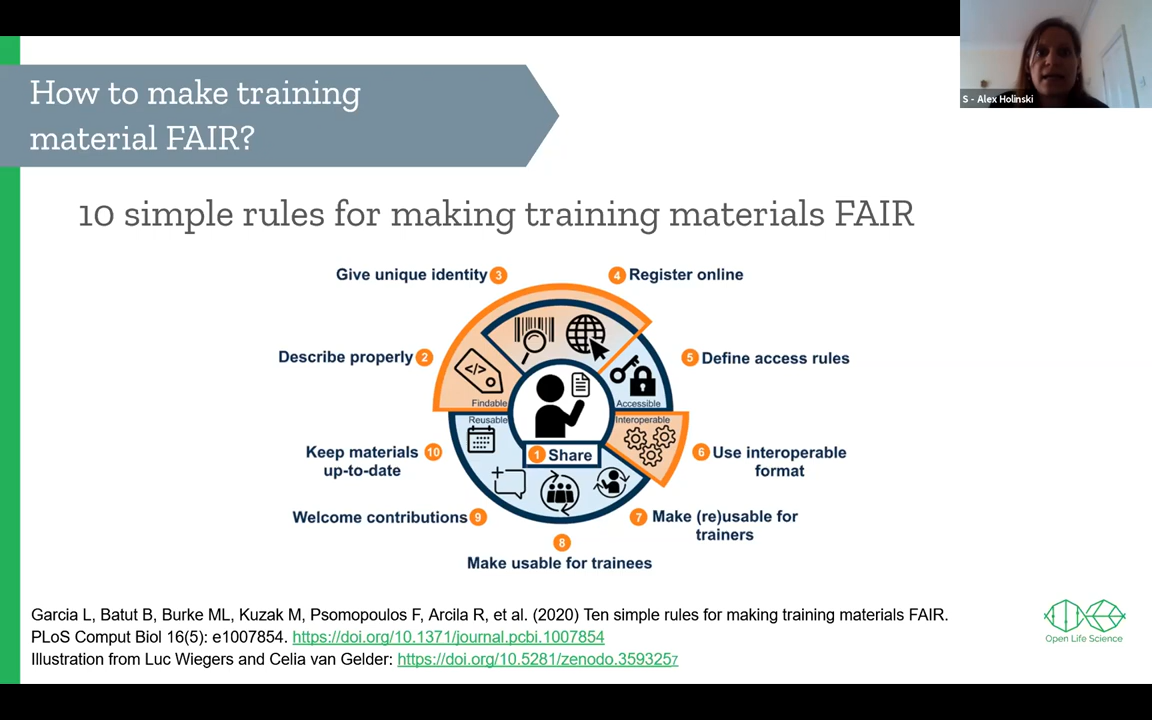 S - Alex Holinski
How to make training
material FAIR?
10 simple rules for making training materials FAIR
Give unique identity 3
4 Register online
Describe properly 2
5 Define access rules
Findable
Accessible
Reusable
Interoperable
Keep materials 10
up-to-date
1 Share
6 Use interoperable
format
Welcome contributions 9
7 Make (re)usable for
trainers
8
Make usable for trainees
Garcia L, Batut B, Burke ML, Kuzak M, Psomopoulos F, Arcila R, et al. (2020) Ten simple rules for making training materials FAIR.
PLoS Comput Biol 16(5): e1007854. https://doi.org/10.1371/journal.pcbi.1007854
Illustration from Luc Wiegers and Celia van Gelder: https://doi.org/10.5281/zenodo.3593257
Open Life Science